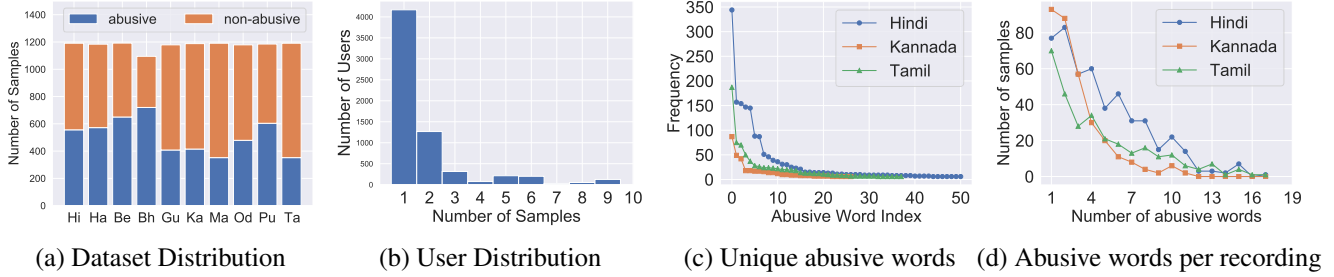 abusive non-abusive
Number of Samples
1400
1200
1000
800
600
400
200
0
Hi Ha Be Bh Gu Ka Ma Od Pu Ta
(a) Dataset Distribution
Number of Users
4000
3500
3000
2500
2000
1500
1000
500
0
1 2 3 4 5 6 7 8 9 10
Number of Samples
(b) User Distribution
Frequency
350
300
250
200
150
100
50
0
Hindi
Kannada
Tamil
0 10 20 30 40 50
Abusive Word Index
(c) Unique abusive words
Number of samples
80
60
40
20
0
Hindi
Kannada
Tamil
1 4 7 10 13 16 19
Number of abusive words
(d) Abusive words per recording